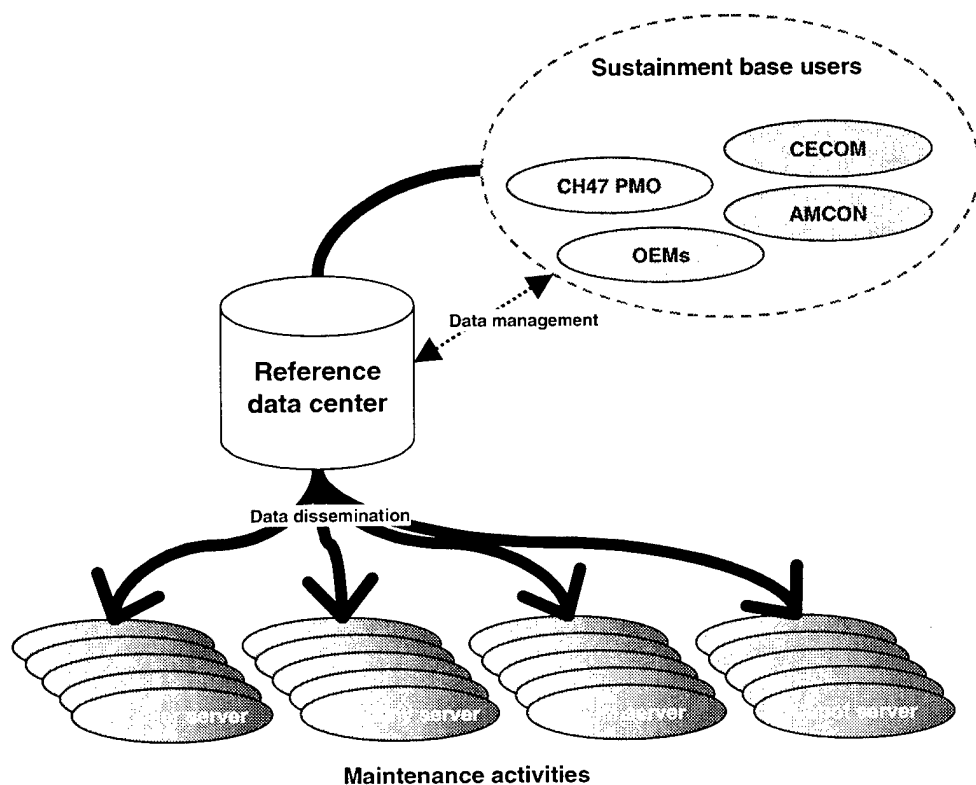 Sustainment base users
CECOM
CH47 PMO
AMCON
OEMs
Data management
Reference
data center
Data dissemination
server
server
server
server
Maintenance activities